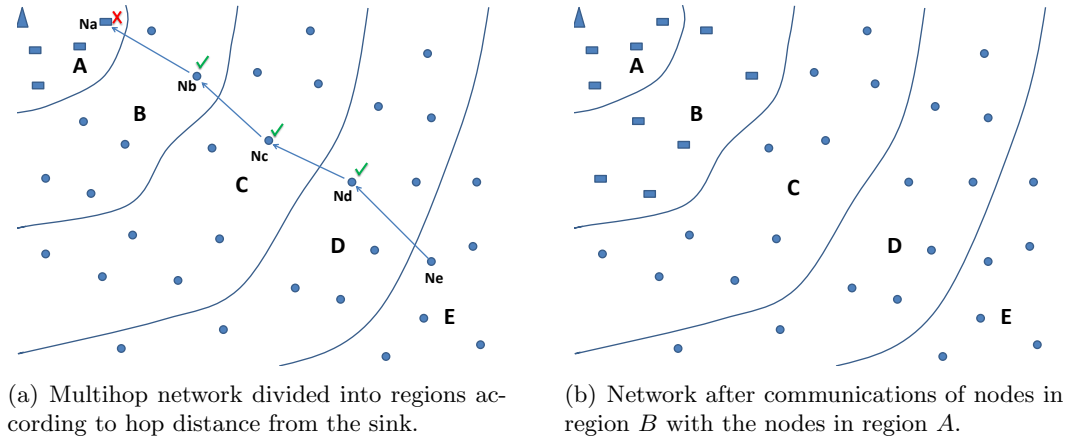 Na
A
Nb
B
Nc
C
Nd
D
Ne
E
A
B
C
D
E
(a) Multihop network divided into regions ac-
cording to hop distance from the sink.
(b) Network after communications of nodes in
region B with the nodes in region A.